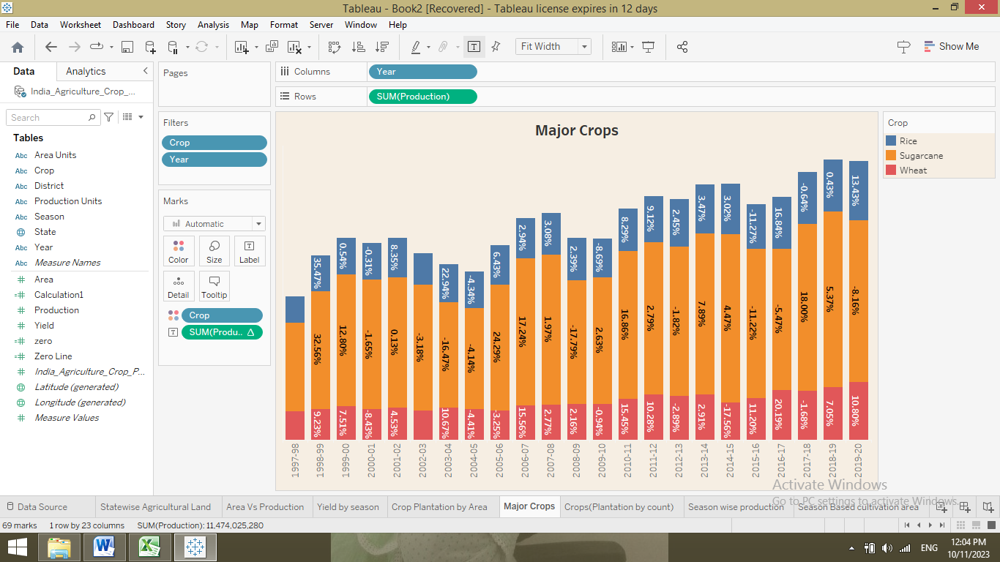 Tableau - Book2 [Recovered] - Tableau license expires in 12 days
File Data Worksheet Dashboard Story Analysis Map Format Server Window Help
Fit Width
Show Me
Data Analytics
India_Agriculture_Crop_...
Search
Tables
Abc Area Units
Abc Crop
Abc District
Abc Production Units
Abc Season
State
Abc Year
Abc Measure Names
Area
Calculation1
Production
Yield
zero
Zero Line
India_Agriculture_Crop_P...
Latitude (generated)
Longitude (generated)
Measure Values
Pages
Filters
Crop
Year
Marks
Automatic
Color Size Label
Detail Tooltip
Crop
SUM(Produ.. Δ
Columns Year
Rows SUM(Production)
Major Crops
35.47% 0.54% -0.31% 8.35% 22.94% -4.34% 6.43% 2.94% 3.08% 2.39% -8.69% 8.29% 9.12% 2.45% 3.47% 3.02% -11.27% 16.84% -0.64% 0.43% 13.43%
32.56% 12.80% -1.65% 0.13% -3.18% -16.47% -4.14% 24.29% 17.24% 1.97% -17.79% 2.63% 16.86% 2.79% -1.82% 7.89% 4.47% -11.22% -5.47% 18.00% 5.37% -8.16%
9.23% 7.51% -8.43% 4.53% 10.67% -4.41% -3.25% 15.56% 2.77% 2.16% -0.94% 15.45% 10.28% -2.89% 2.91% -17.56% 11.20% 20.19% -1.68% 7.05% 10.80%
1997-98 1998-99 1999-00 2000-01 2001-02 2002-03 2003-04 2004-05 2005-06 2006-07 2007-08 2008-09 2009-10 2010-11 2011-12 2012-13 2013-14 2014-15 2015-16 2016-17 2017-18 2018-19 2019-20
Crop
Rice
Sugarcane
Wheat
Activate Windows
Go to PC settings to activate Windows.
Data Source Statewise Agricultural Land Area Vs Production Yield by season Crop Plantation by Area Major Crops Crops(Plantation by count) Season wise production Season Based cultivation area
69 marks 1 row by 23 columns SUM(Production): 11,474,025,280
ENG
12:04 PM
10/11/2023